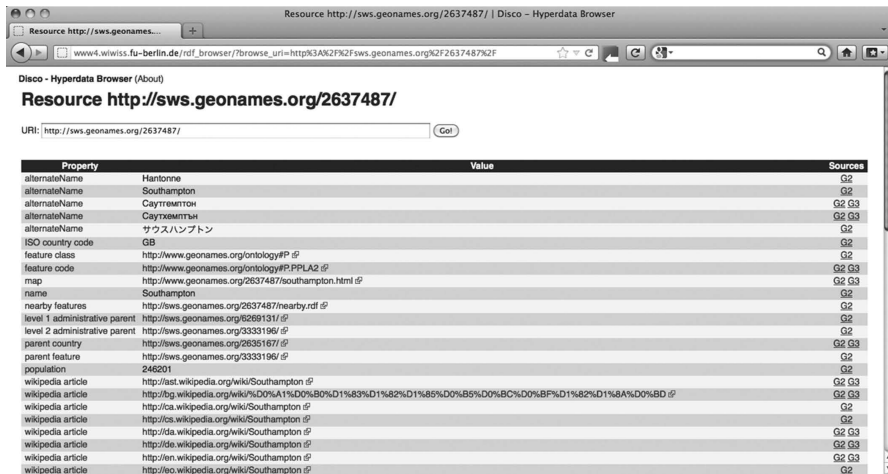 Resource http://sws.geonames.org/2637487/ | Disco - Hyperdata Browser
Resource http://sws.geonames....
www4.wiwiss.fu-berlin.de/rdf_browser/?browse_uri=http%3A%2F%2Fsws.geonames.org%2F2637487%2F
Disco - Hyperdata Browser (About)
Resource http://sws.geonames.org/2637487/
URI: http://sws.geonames.org/2637487/ Go!
Property Value Sources
alternateName Hantonne G2
alternateName Southampton G2
alternateName Саутгемптон G2 G3
alternateName Саутхемптън G2 G3
alternateName サウスハンプトン G2
ISO country code GB G2
feature class http://www.geonames.org/ontology#P G2
feature code http://www.geonames.org/ontology#P.PPLA2 G2 G3
map http://www.geonames.org/2637487/southampton.html G2 G3
name Southampton G2
nearby features http://sws.geonames.org/2637487/nearby.rdf G2
level 1 administrative parent http://sws.geonames.org/6269131/ G2
level 2 administrative parent http://sws.geonames.org/3333196/ G2
parent country http://sws.geonames.org/2635167/ G2 G3
parent feature http://sws.geonames.org/3333196/ G2
population 246201 G2
wikipedia article http://ast.wikipedia.org/wiki/Southampton G2 G3
wikipedia article http://bg.wikipedia.org/wiki/%D0%A1%D0%B0%D1%83%D1%82%D1%85%D0%B5%D0%BC%D0%BF%D1%82%D1%8A%D0%BD G2 G3
wikipedia article http://ca.wikipedia.org/wiki/Southampton G2
wikipedia article http://cs.wikipedia.org/wiki/Southampton G2
wikipedia article http://da.wikipedia.org/wiki/Southampton G2 G3
wikipedia article http://de.wikipedia.org/wiki/Southampton G2 G3
wikipedia article http://en.wikipedia.org/wiki/Southampton G2 G3
wikipedia article http://eo.wikipedia.org/wiki/Southampton G2